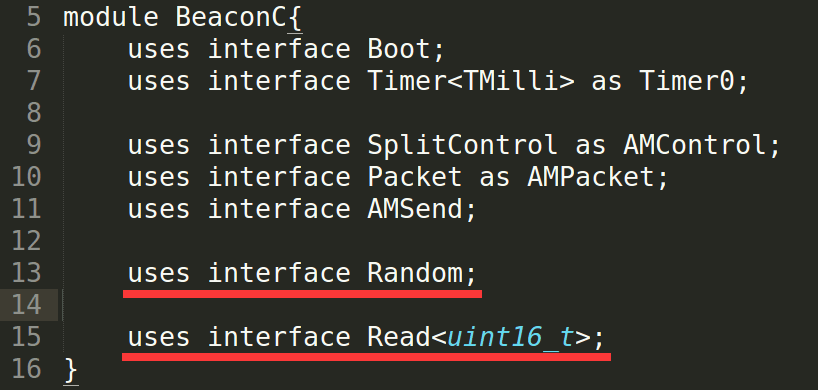 5 module BeaconC{
6 uses interface Boot;
7 uses interface Timer<TMilli> as Timer0;
8
9 uses interface SplitControl as AMControl;
10 uses interface Packet as AMPacket;
11 uses interface AMSend;
12
13 uses interface Random;
14
15 uses interface Read<uint16_t>;
16 }